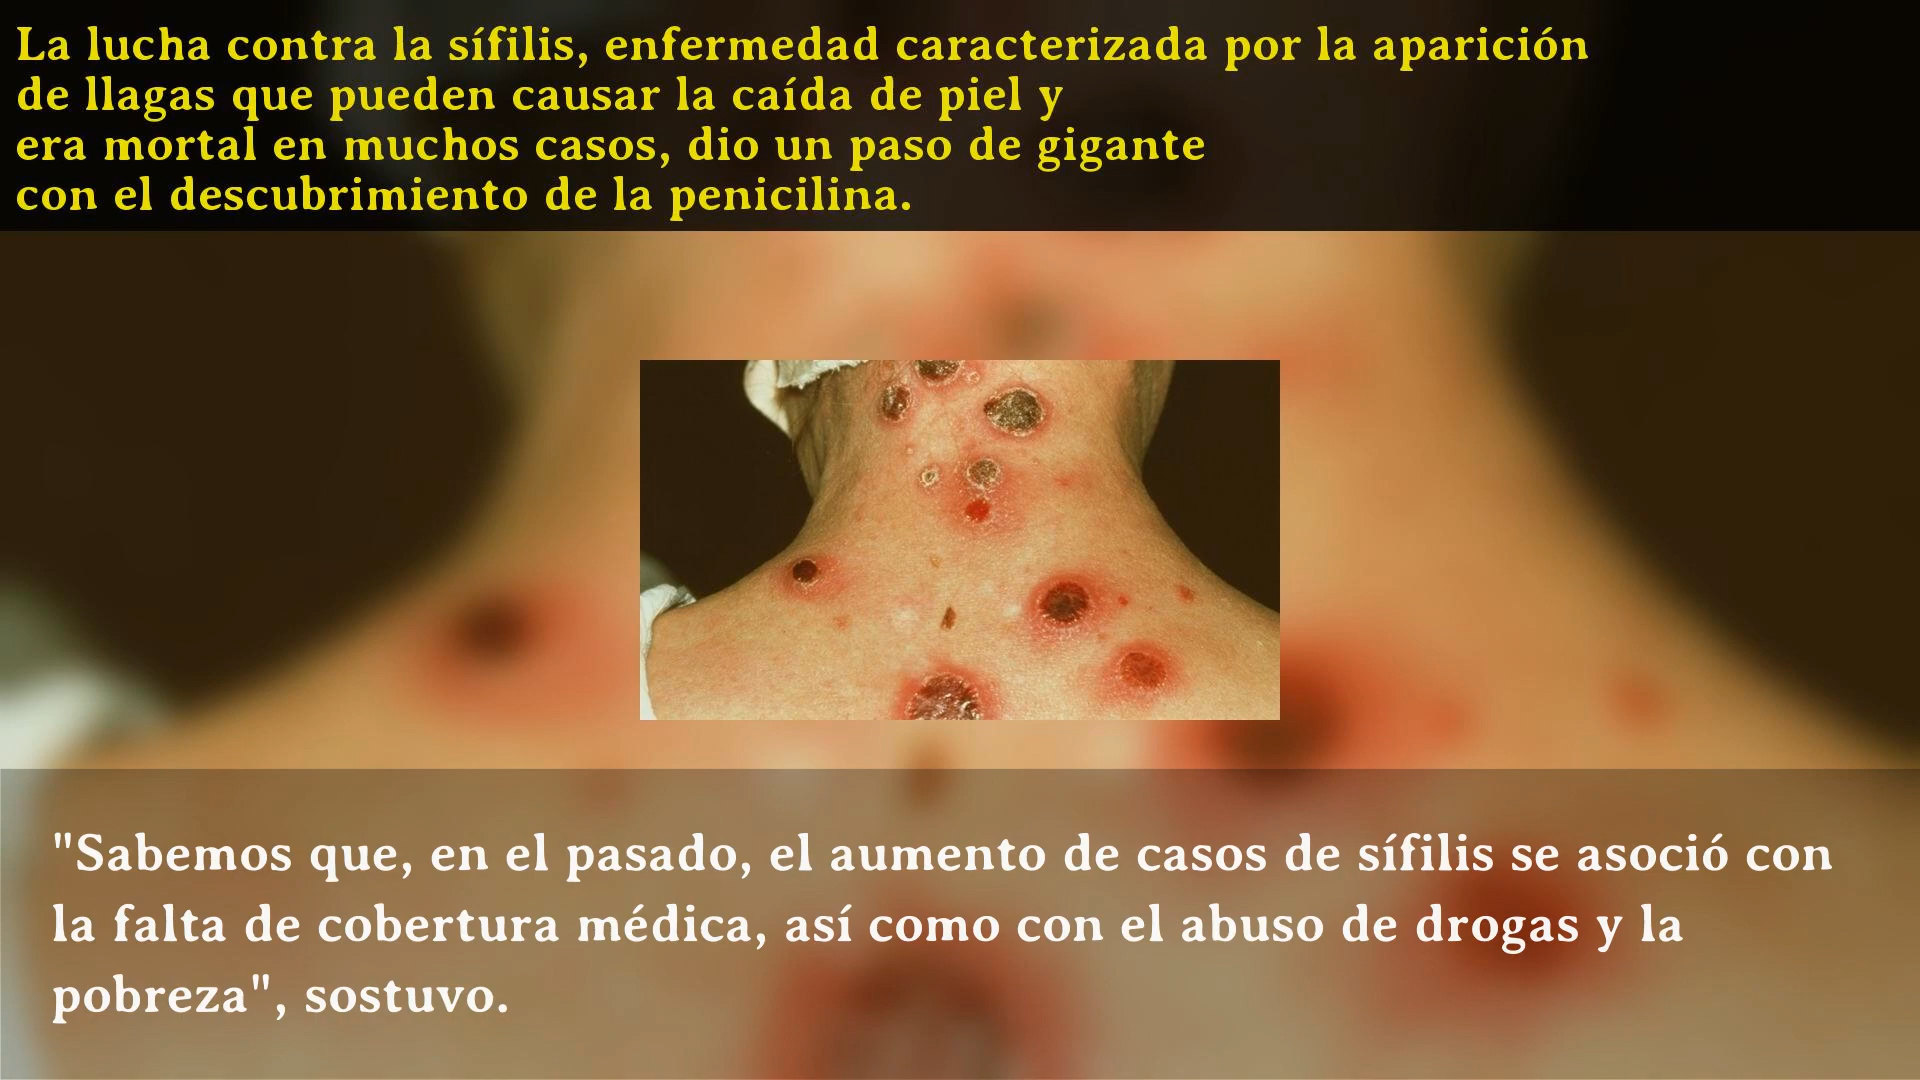 La lucha contra la sífilis, enfermedad caracterizada por la aparición
de llagas que pueden causar la caída de piel y
era mortal en muchos casos, dio un paso de gigante
con el descubrimiento de la penicilina.
"Sabemos que, en el pasado, el aumento de casos de sífilis se asoció con
la falta de cobertura médica, así como con el abuso de drogas y la
pobreza", sostuvo.